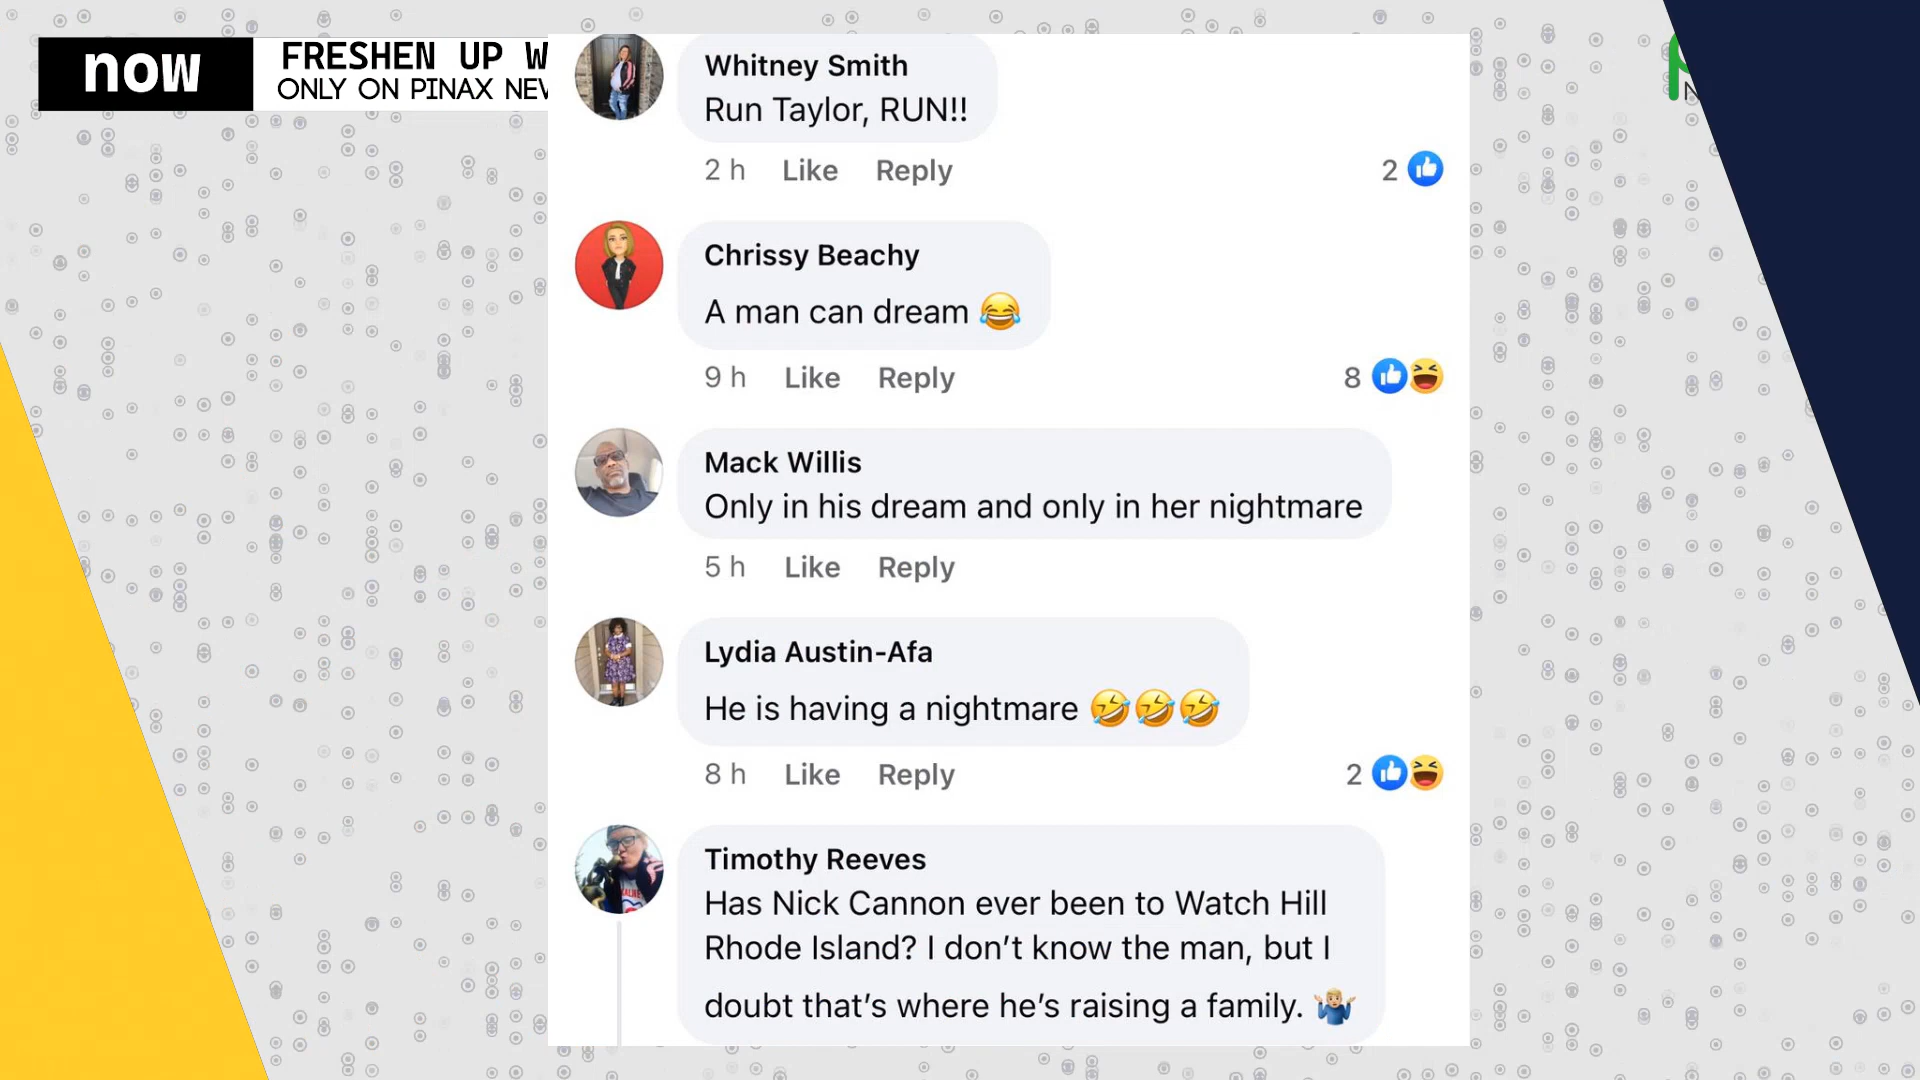 now
FRESHEN UP W
ONLY ON PINAX NEW
Whitney Smith
Run Taylor, RUN!!
2 h Like Reply 2
Chrissy Beachy
A man can dream 😂
9 h Like Reply 8
Mack Willis
Only in his dream and only in her nightmare
5 h Like Reply
Lydia Austin-Afa
He is having a nightmare 🤣🤣🤣
8 h Like Reply 2
Timothy Reeves
Has Nick Cannon ever been to Watch Hill
Rhode Island? I don’t know the man, but I
doubt that’s where he’s raising a family. 🤷🏼‍♂️